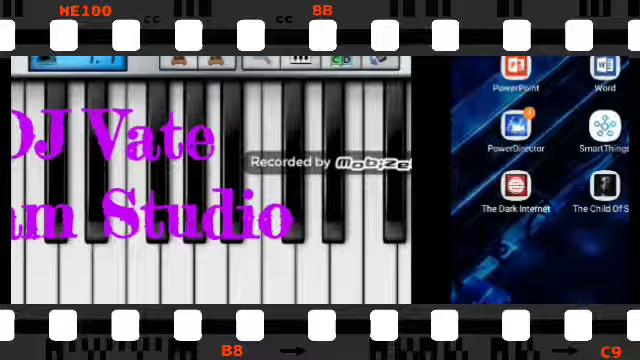 ME100
CC
CC
BB
DJ Vate
am Studio
Recorded by Mobizen
PowerPoint
Word
PowerDirector
SmartThings
The Dark Internet
The Child Of S
B8
C9